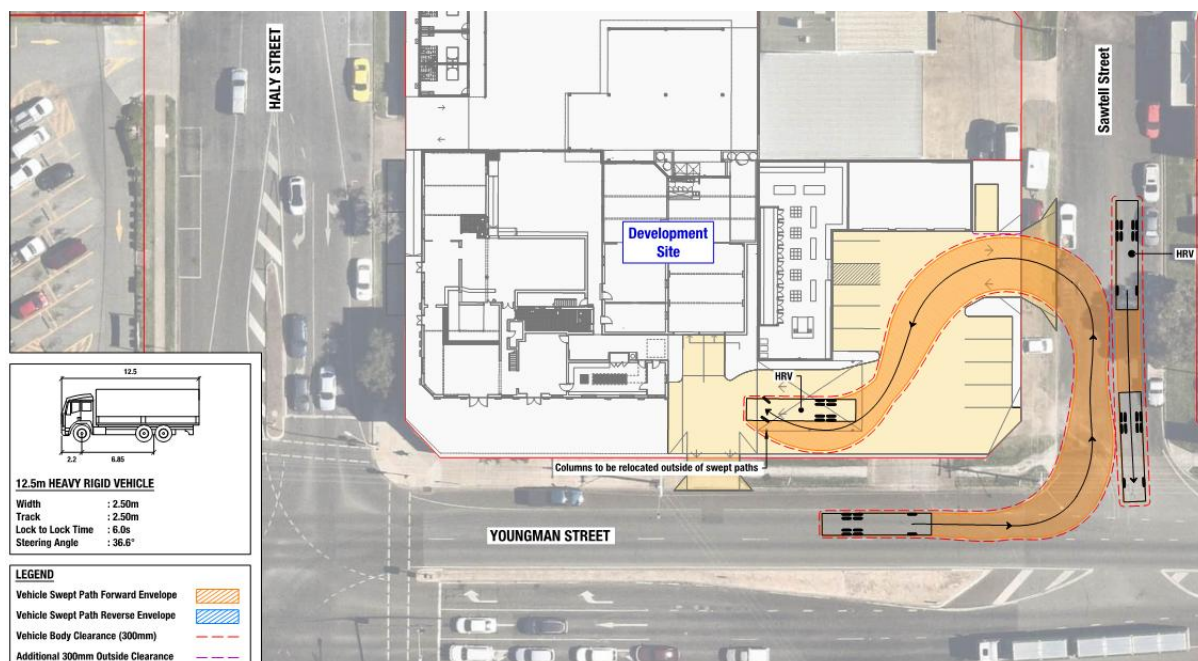 HALY STREET
Sawtell Street
Development
Site
HRV
HRV
Columns to be relocated outside of swept paths
YOUNGMAN STREET
12.5
2.2
6.85
12.5m HEAVY RIGID VEHICLE
Width : 2.50m
Track : 2.50m
Lock to Lock Time : 6.0s
Steering Angle : 36.6°
LEGEND
Vehicle Swept Path Forward Envelope
Vehicle Swept Path Reverse Envelope
Vehicle Body Clearance (300mm)
Additional 300mm Outside Clearance